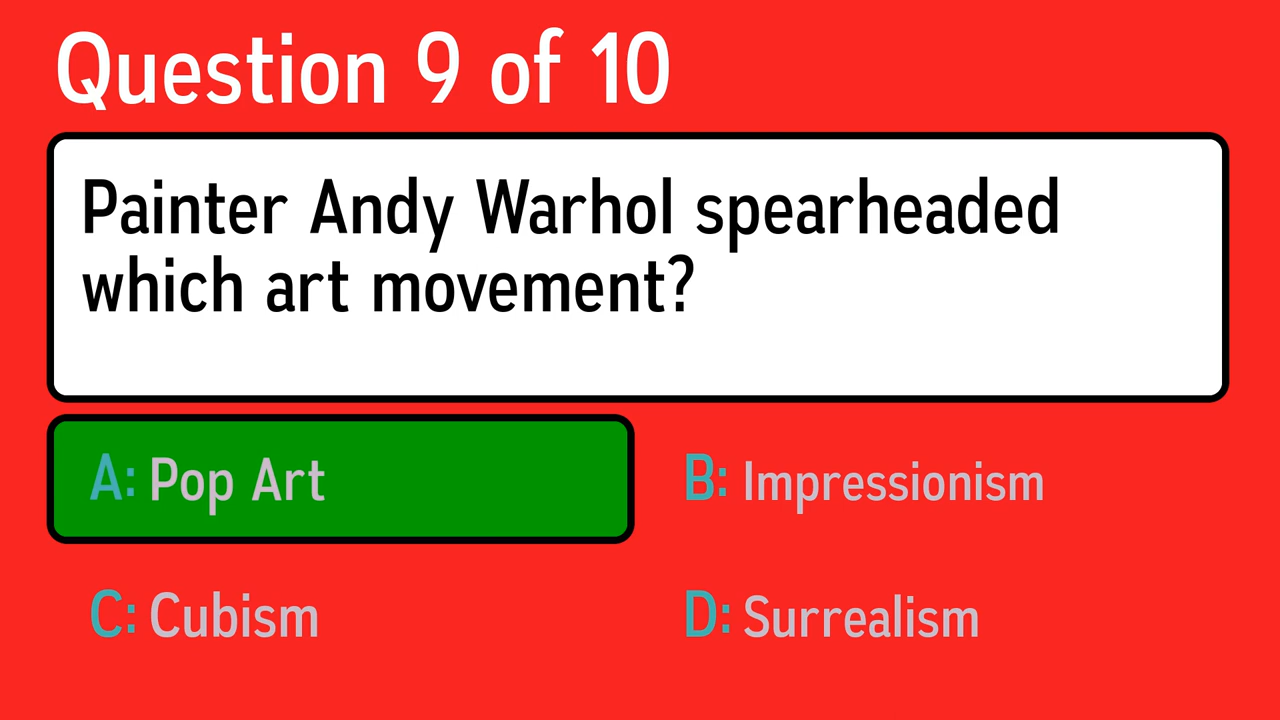 Question 9 of 10
Painter Andy Warhol spearheaded
which art movement?
A: Pop Art
B: Impressionism
C: Cubism
D: Surrealism